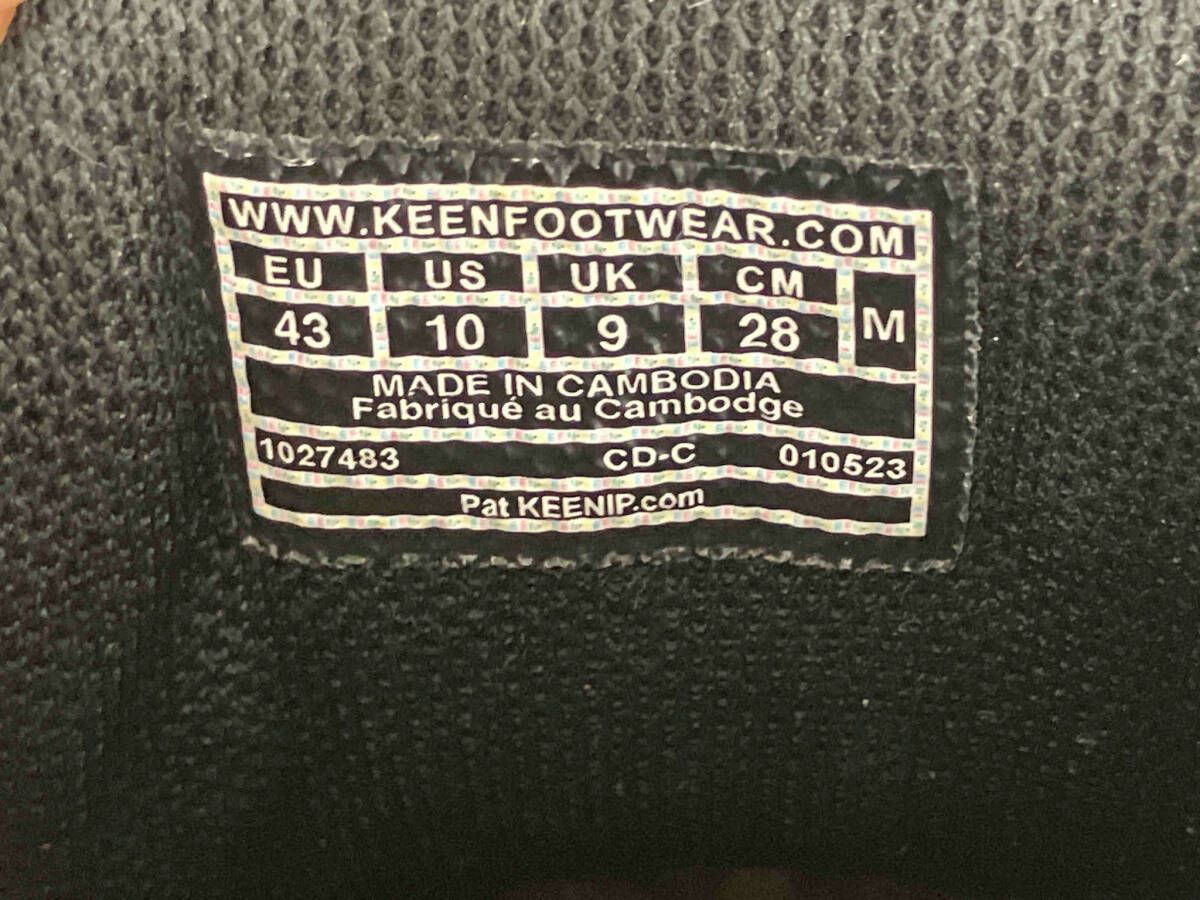 WWW.KEENFOOTWEAR.COM
EU US UK CM M
43 10 9 28
MADE IN CAMBODIA
Fabriqué au Cambodge
1027483 CD-C 010523
Pat KEENIP.com